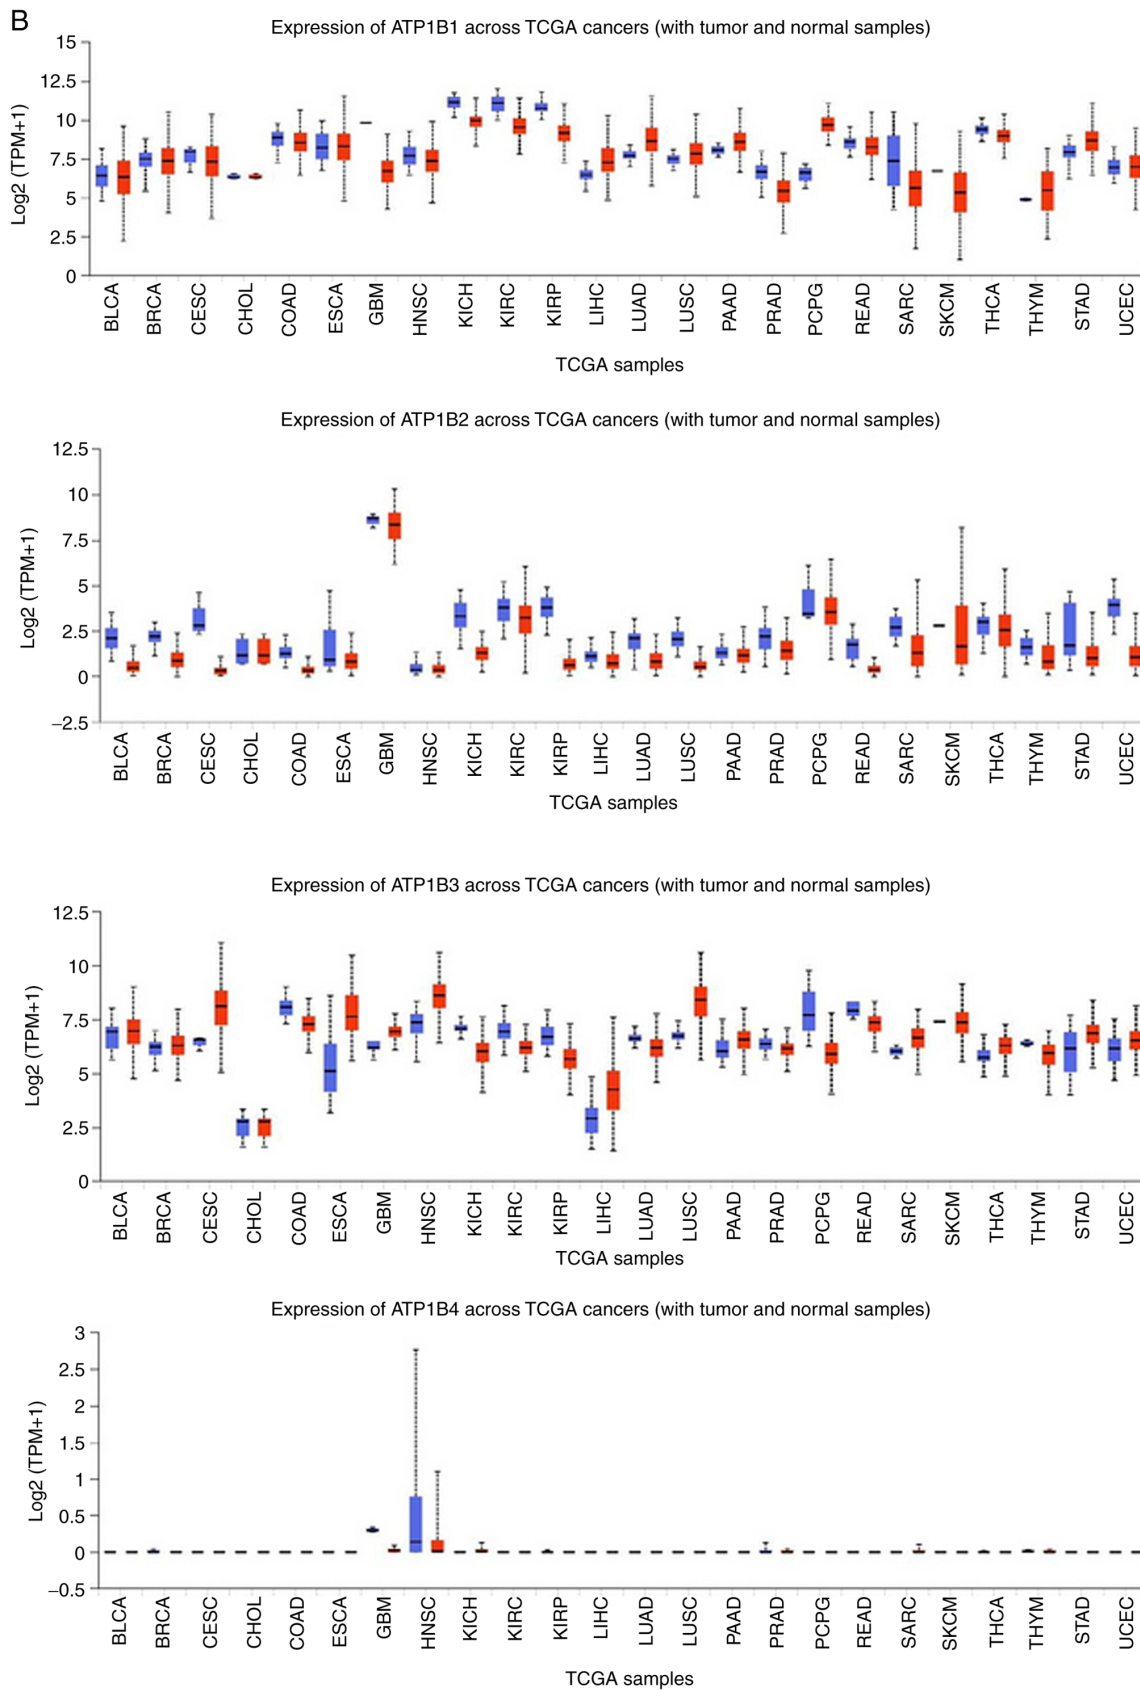 B
Expression of ATP1B1 across TCGA cancers (with tumor and normal samples)
Log2 (TPM+1)
15
12.5
10
7.5
5
2.5
0
BLCA BRCA CESC CHOL COAD ESCA GBM HNSC KICH KIRC KIRP LIHC LUAD LUSC PAAD PRAD PCPG READ SARC SKCM THCA THYM STAD UCEC
TCGA samples
Expression of ATP1B2 across TCGA cancers (with tumor and normal samples)
Log2 (TPM+1)
12.5
10
7.5
5
2.5
0
−2.5
BLCA BRCA CESC CHOL COAD ESCA GBM HNSC KICH KIRC KIRP LIHC LUAD LUSC PAAD PRAD PCPG READ SARC SKCM THCA THYM STAD UCEC
TCGA samples
Expression of ATP1B3 across TCGA cancers (with tumor and normal samples)
Log2 (TPM+1)
12.5
10
7.5
5
2.5
0
BLCA BRCA CESC CHOL COAD ESCA GBM HNSC KICH KIRC KIRP LIHC LUAD LUSC PAAD PRAD PCPG READ SARC SKCM THCA THYM STAD UCEC
TCGA samples
Expression of ATP1B4 across TCGA cancers (with tumor and normal samples)
Log2 (TPM+1)
3
2.5
2
1.5
1
0.5
0
−0.5
BLCA BRCA CESC CHOL COAD ESCA GBM HNSC KICH KIRC KIRP LIHC LUAD LUSC PAAD PRAD PCPG READ SARC SKCM THCA THYM STAD UCEC
TCGA samples